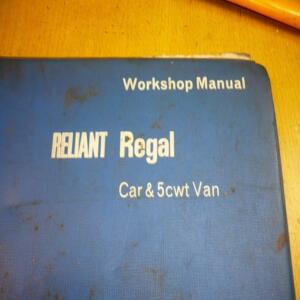 Workshop Manual
RELIANT Regal
Car & 5cwt Van